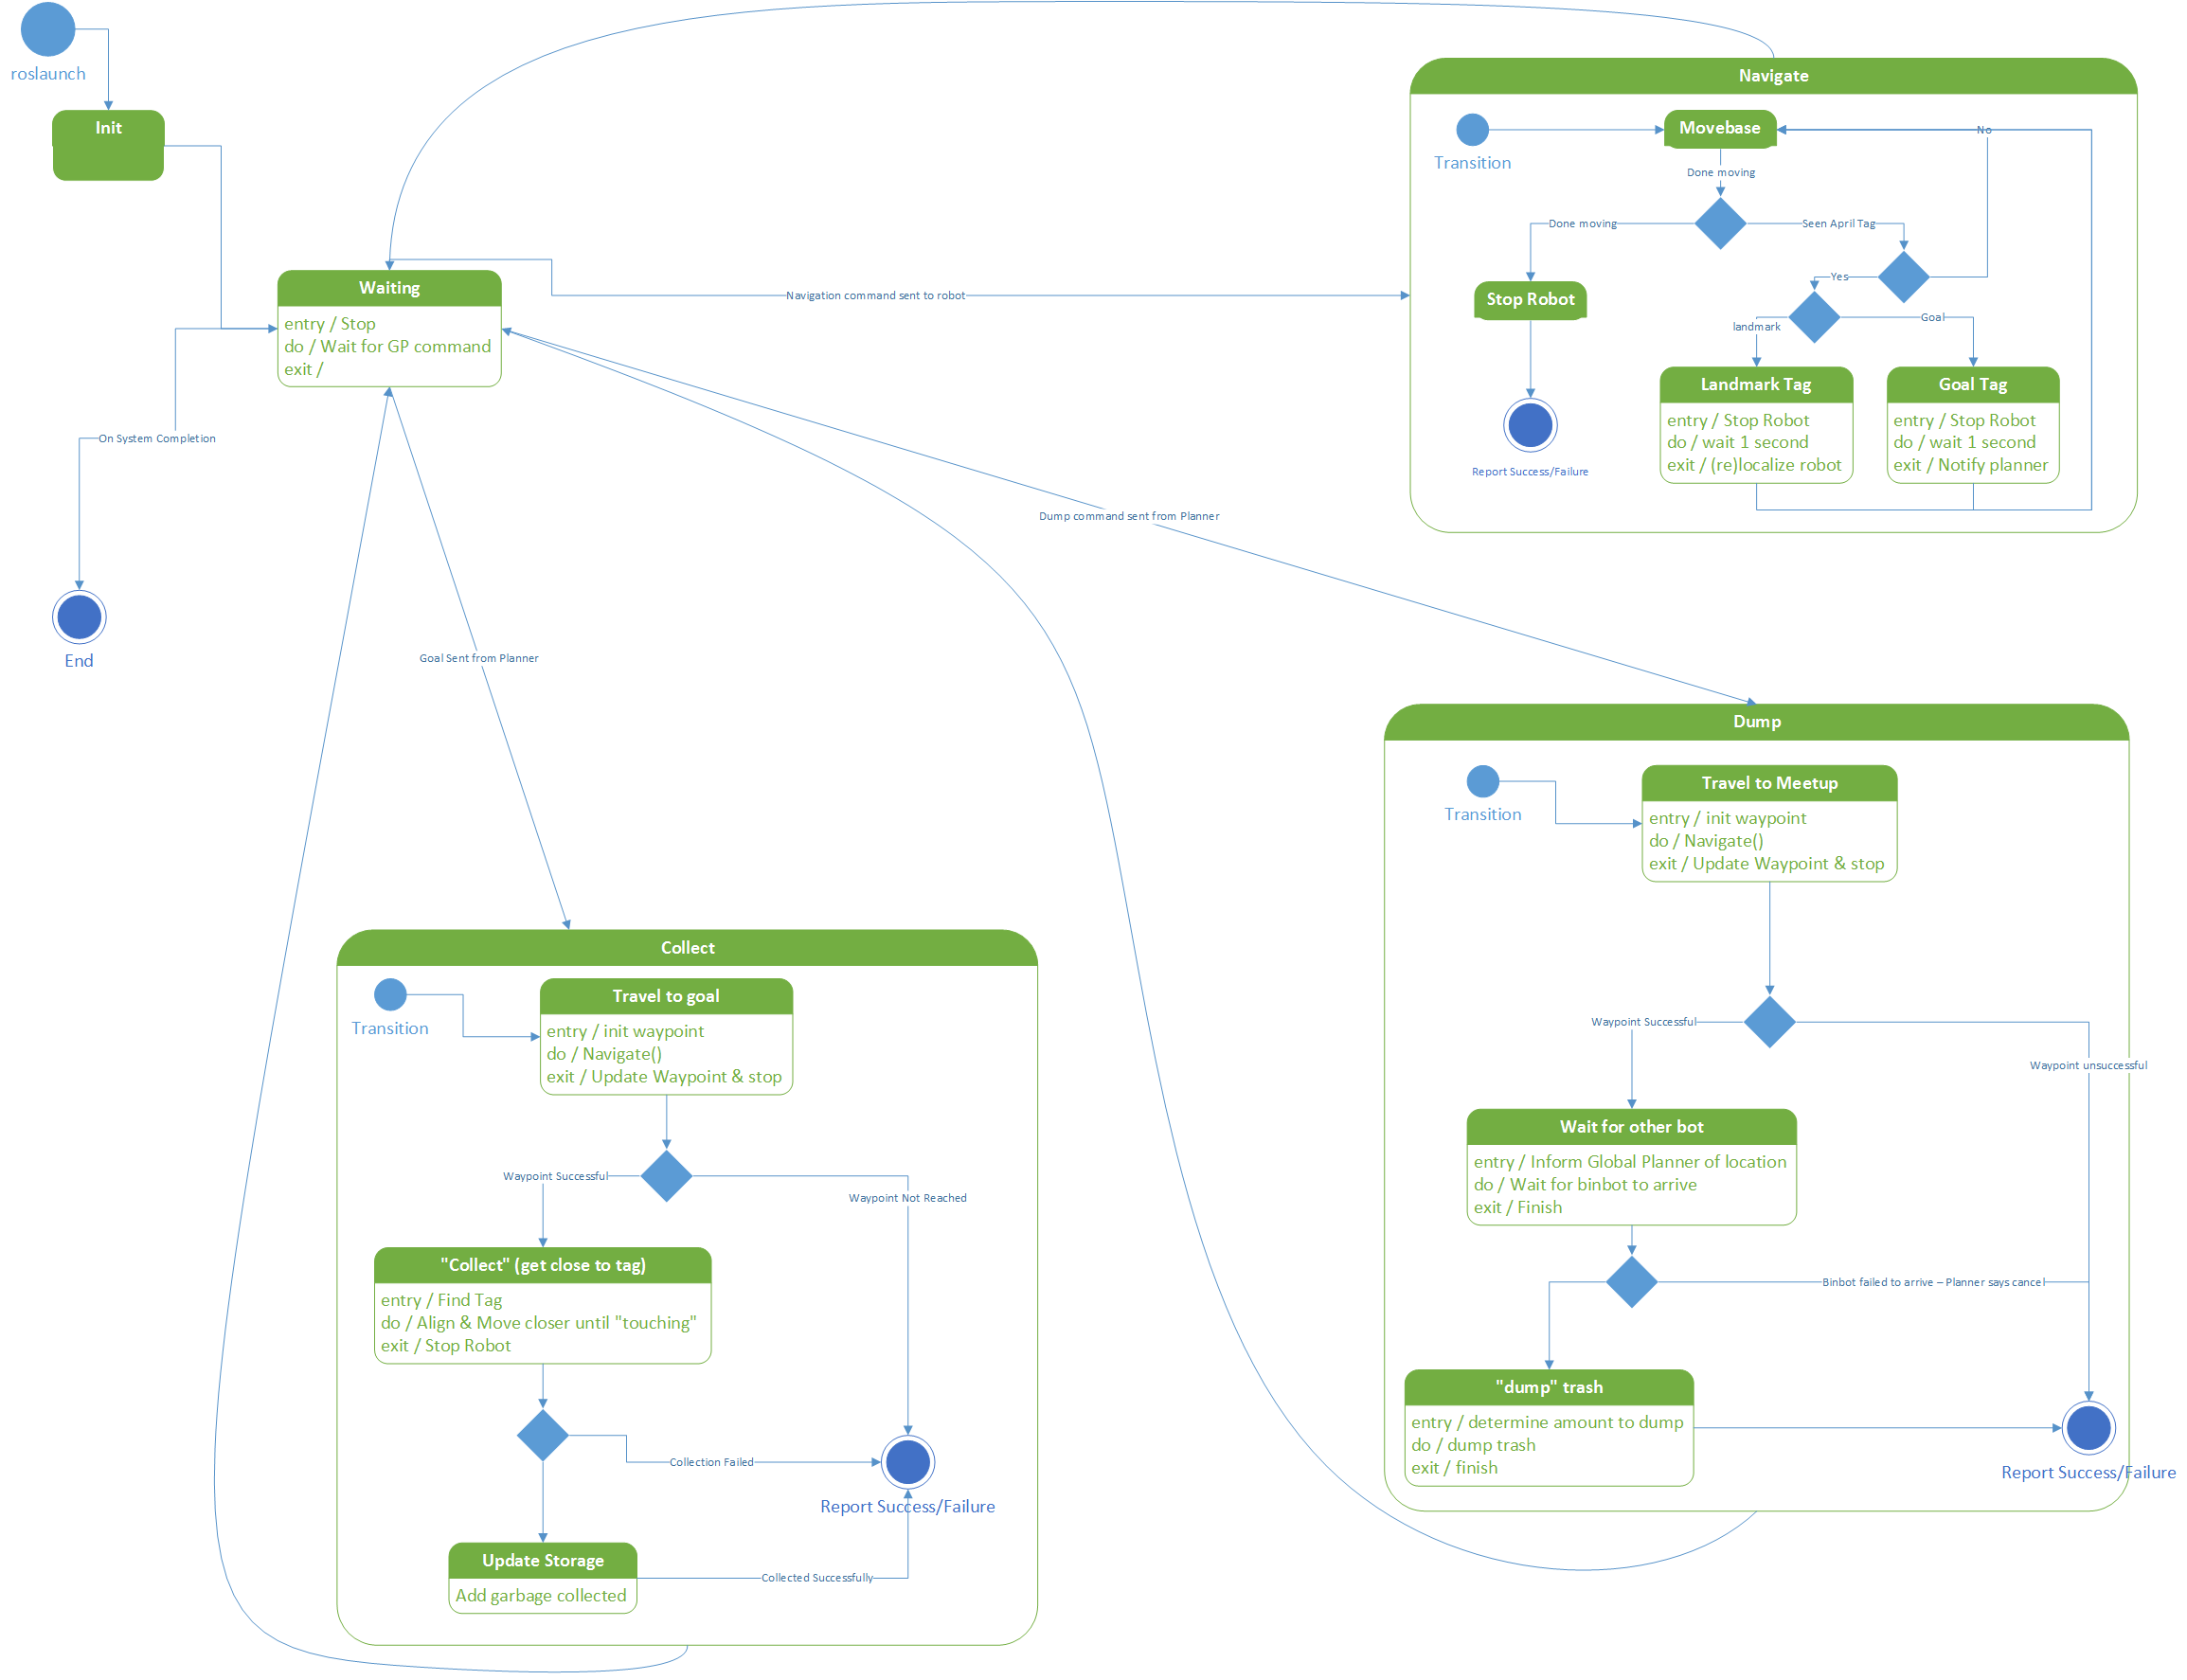 roslaunch
Init
Waiting
entry / Stop
do / Wait for GP command
exit /
On System Completion
End
Navigation command sent to robot
Goal Sent from Planner
Dump command sent from Planner
Navigate
Transition
Movebase
No
Done moving
Done moving
Seen April Tag
Yes
Stop Robot
landmark
Goal
Landmark Tag
entry / Stop Robot
do / wait 1 second
exit / (re)localize robot
Goal Tag
entry / Stop Robot
do / wait 1 second
exit / Notify planner
Report Success/Failure
Dump
Transition
Travel to Meetup
entry / init waypoint
do / Navigate()
exit / Update Waypoint & stop
Waypoint Successful
Waypoint unsuccessful
Wait for other bot
entry / Inform Global Planner of location
do / Wait for binbot to arrive
exit / Finish
Binbot failed to arrive – Planner says cancel
"dump" trash
entry / determine amount to dump
do / dump trash
exit / finish
Report Success/Failure
Collect
Transition
Travel to goal
entry / init waypoint
do / Navigate()
exit / Update Waypoint & stop
Waypoint Successful
Waypoint Not Reached
"Collect" (get close to tag)
entry / Find Tag
do / Align & Move closer until "touching"
exit / Stop Robot
Collection Failed
Report Success/Failure
Update Storage
Add garbage collected
Collected Successfully